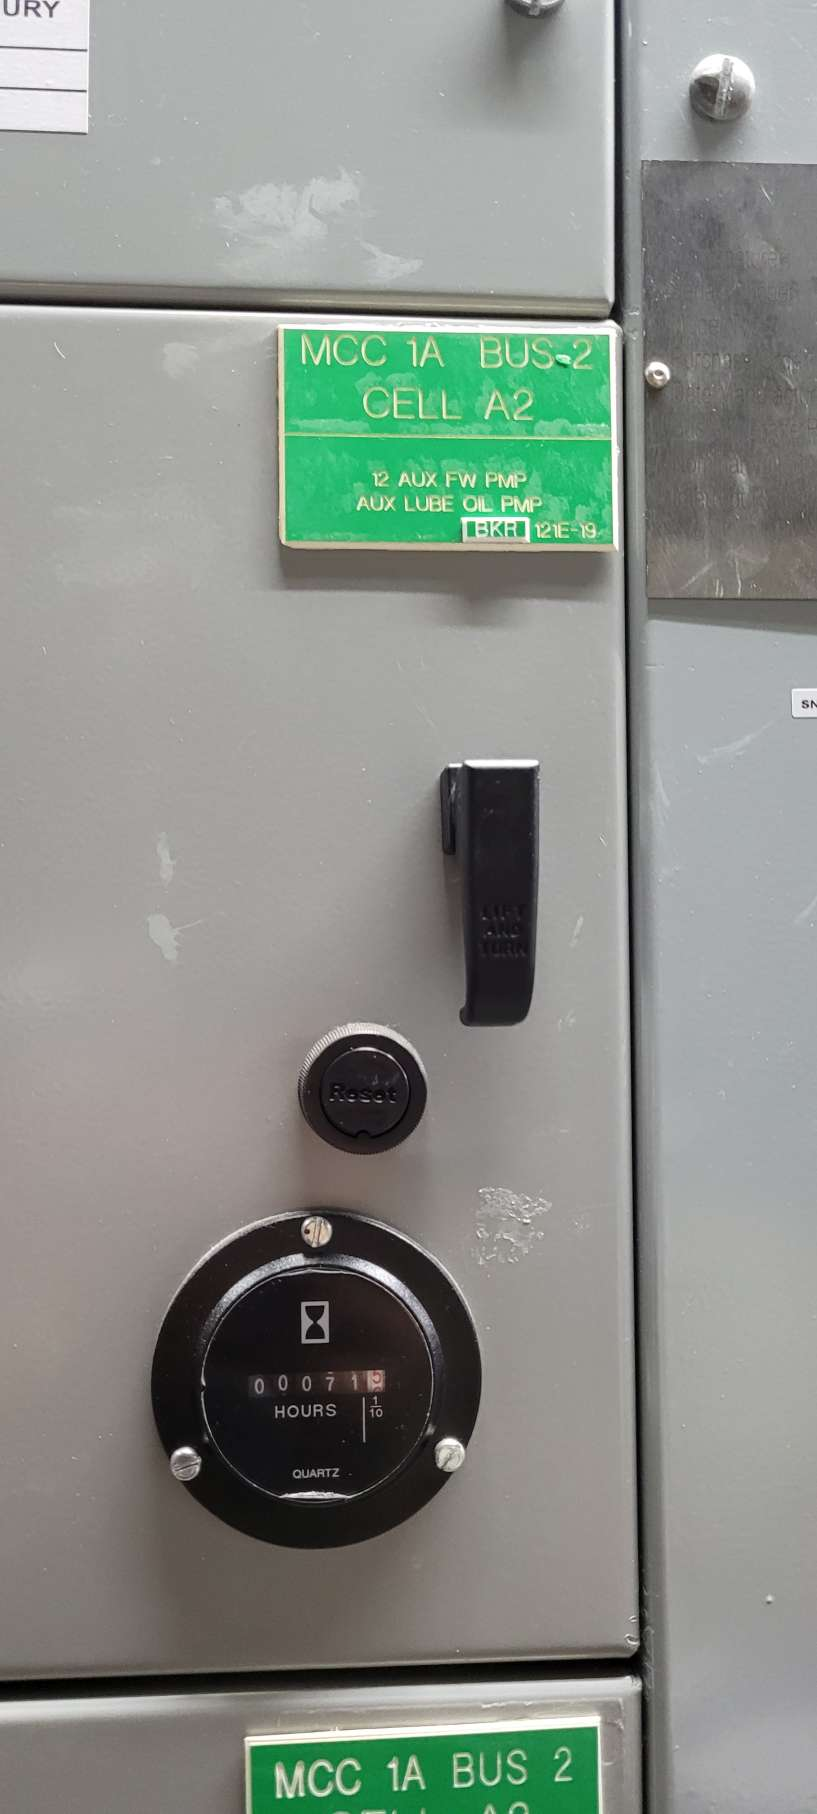 URY
MCC 1A BUS 2
CELL A2
12 AUX FW PMP
AUX LUBE OIL PMP
BKR 121E-19
SN
LIFT
AND
TURN
Reset
0 0 0 7 1
HOURS 1/10
QUARTZ
MCC 1A BUS 2